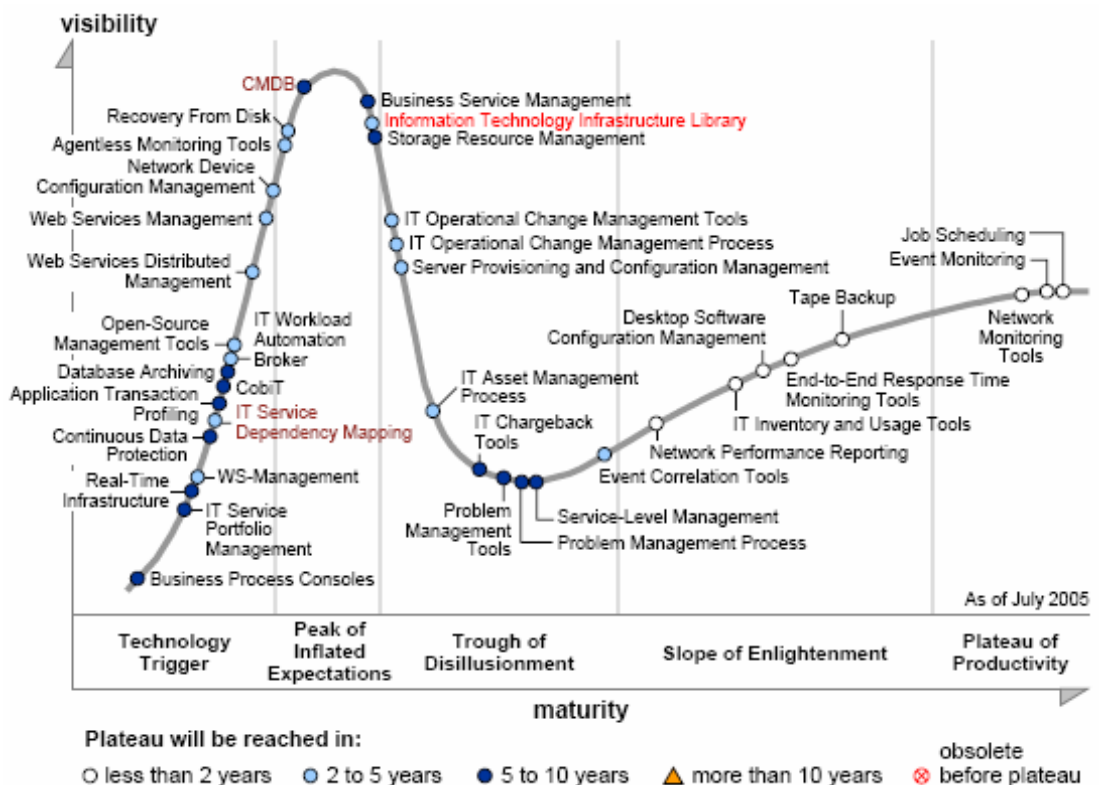 visibility
CMDB
Business Service Management
Information Technology Infrastructure Library
Storage Resource Management
Recovery From Disk
Agentless Monitoring Tools
Network Device
Configuration Management
Web Services Management
IT Operational Change Management Tools
IT Operational Change Management Process
Server Provisioning and Configuration Management
Web Services Distributed
Management
Job Scheduling
Event Monitoring
Tape Backup
Desktop Software
Configuration Management
Network
Monitoring
Tools
Open-Source
Management Tools
IT Workload
Automation
Broker
Database Archiving
CobiT
Application Transaction
Profiling
IT Service
Dependency Mapping
Continuous Data
Protection
WS-Management
Real-Time
Infrastructure
IT Service
Portfolio
Management
Business Process Consoles
IT Asset Management
Process
IT Chargeback
Tools
Problem
Management
Tools
Service-Level Management
Problem Management Process
Event Correlation Tools
Network Performance Reporting
IT Inventory and Usage Tools
End-to-End Response Time
Monitoring Tools
As of July 2005
Technology
Trigger
Peak of
Inflated
Expectations
Trough of
Disillusionment
Slope of Enlightenment
Plateau of
Productivity
maturity
Plateau will be reached in:
less than 2 years
2 to 5 years
5 to 10 years
more than 10 years
obsolete
before plateau